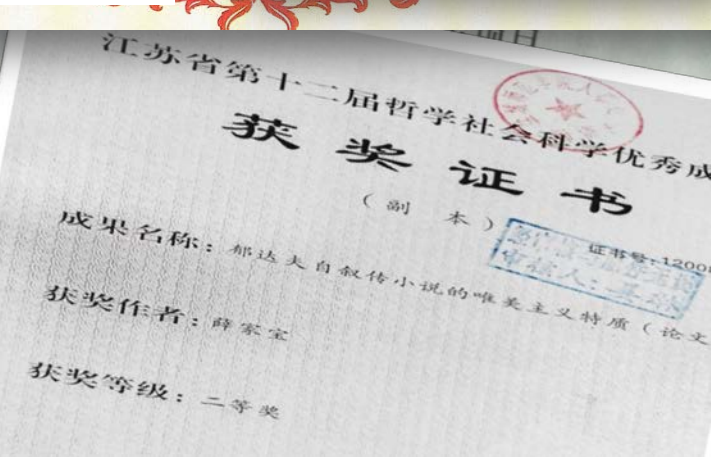 江苏省第十二届哲学社会科学优秀成
获奖证书
（副 本）
证书号:1200
成果名称：郁达夫自叙传小说的唯美主义特质（论文
获奖作者：薛家宝
获奖等级：二等奖